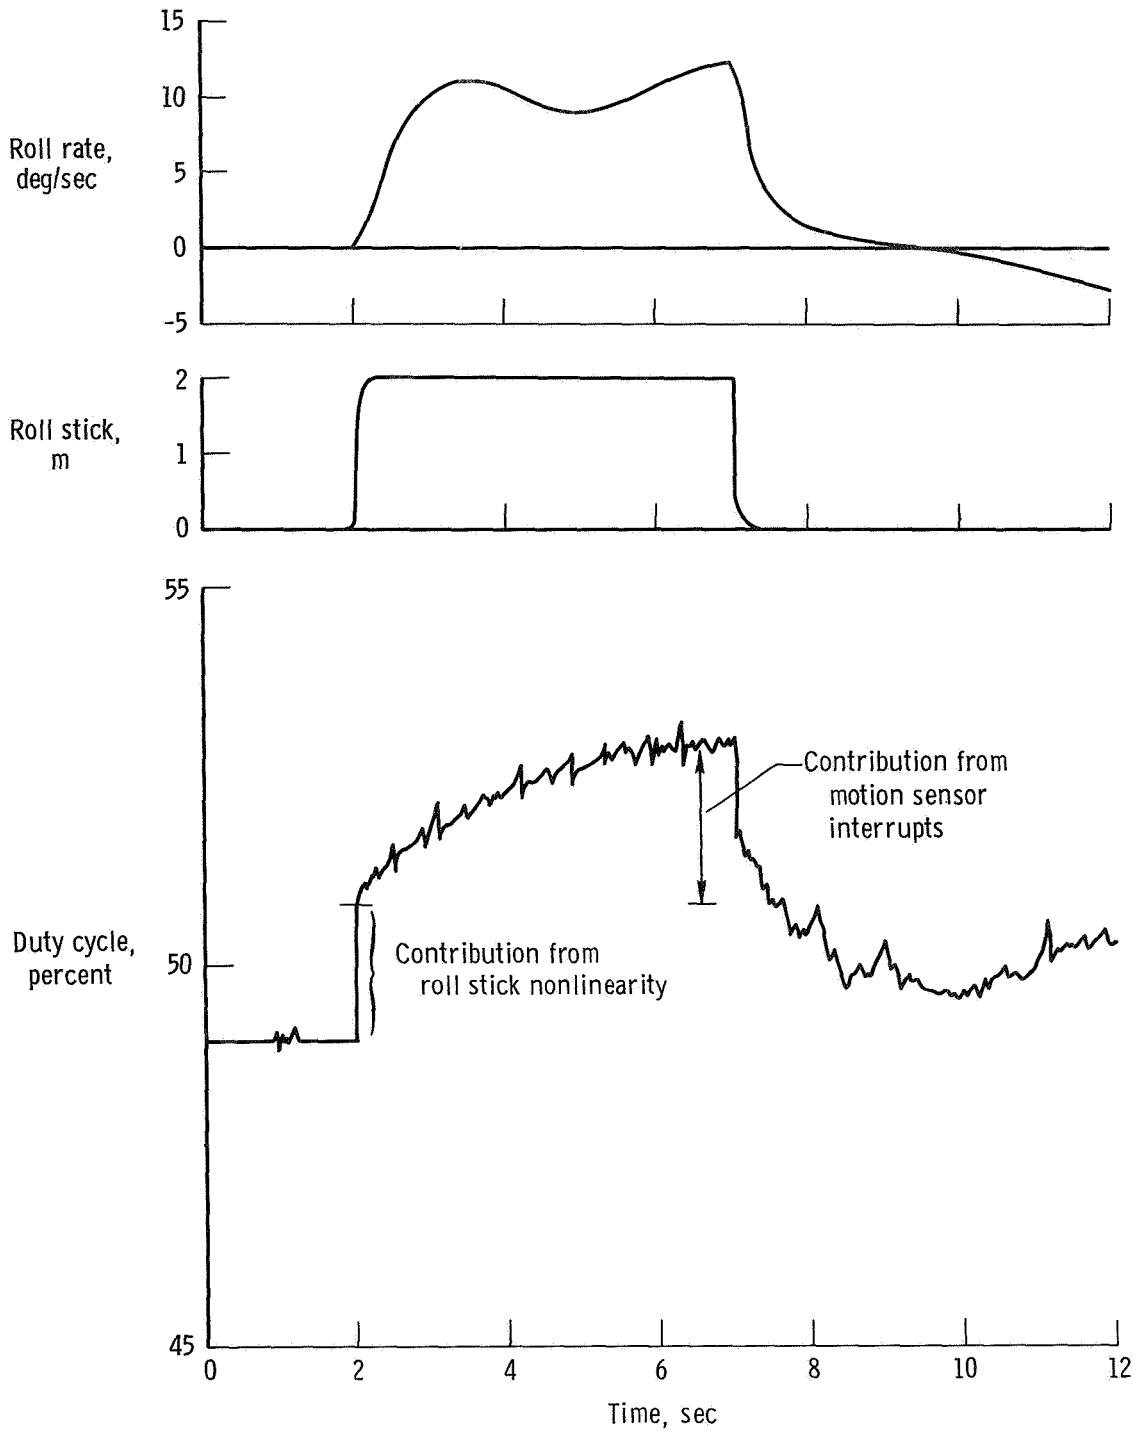 15
10
Roll rate,
deg/sec
5
0
-5
2
Roll stick,
m
1
0
55
Contribution from
motion sensor
interrupts
Duty cycle,
percent
50
Contribution from
roll stick nonlinearity
45
0 2 4 6 8 10 12
Time, sec